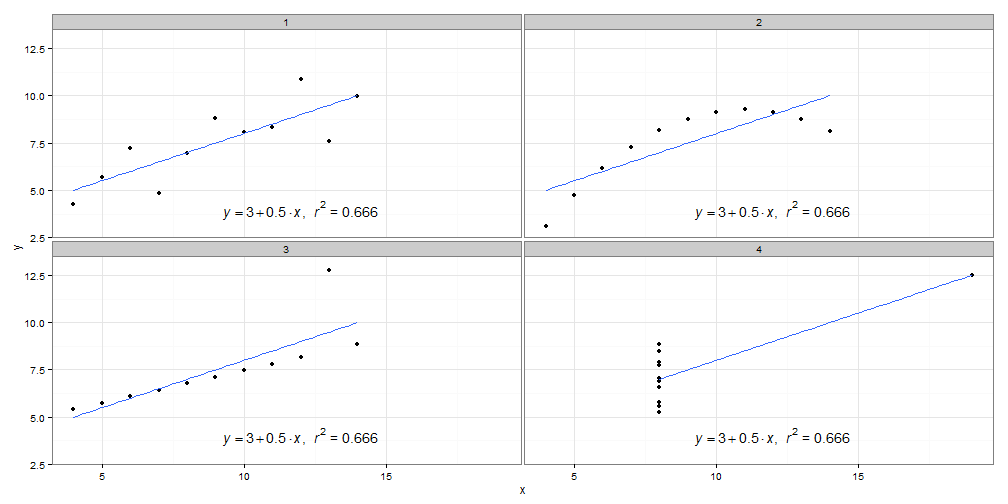 1
2
12.5
10.0
7.5
5.0
2.5
y = 3+0.5·x, r² = 0.666
y = 3+0.5·x, r² = 0.666
y
3
4
12.5
10.0
7.5
5.0
2.5
y = 3+0.5·x, r² = 0.666
y = 3+0.5·x, r² = 0.666
5 10 15
5 10 15
x